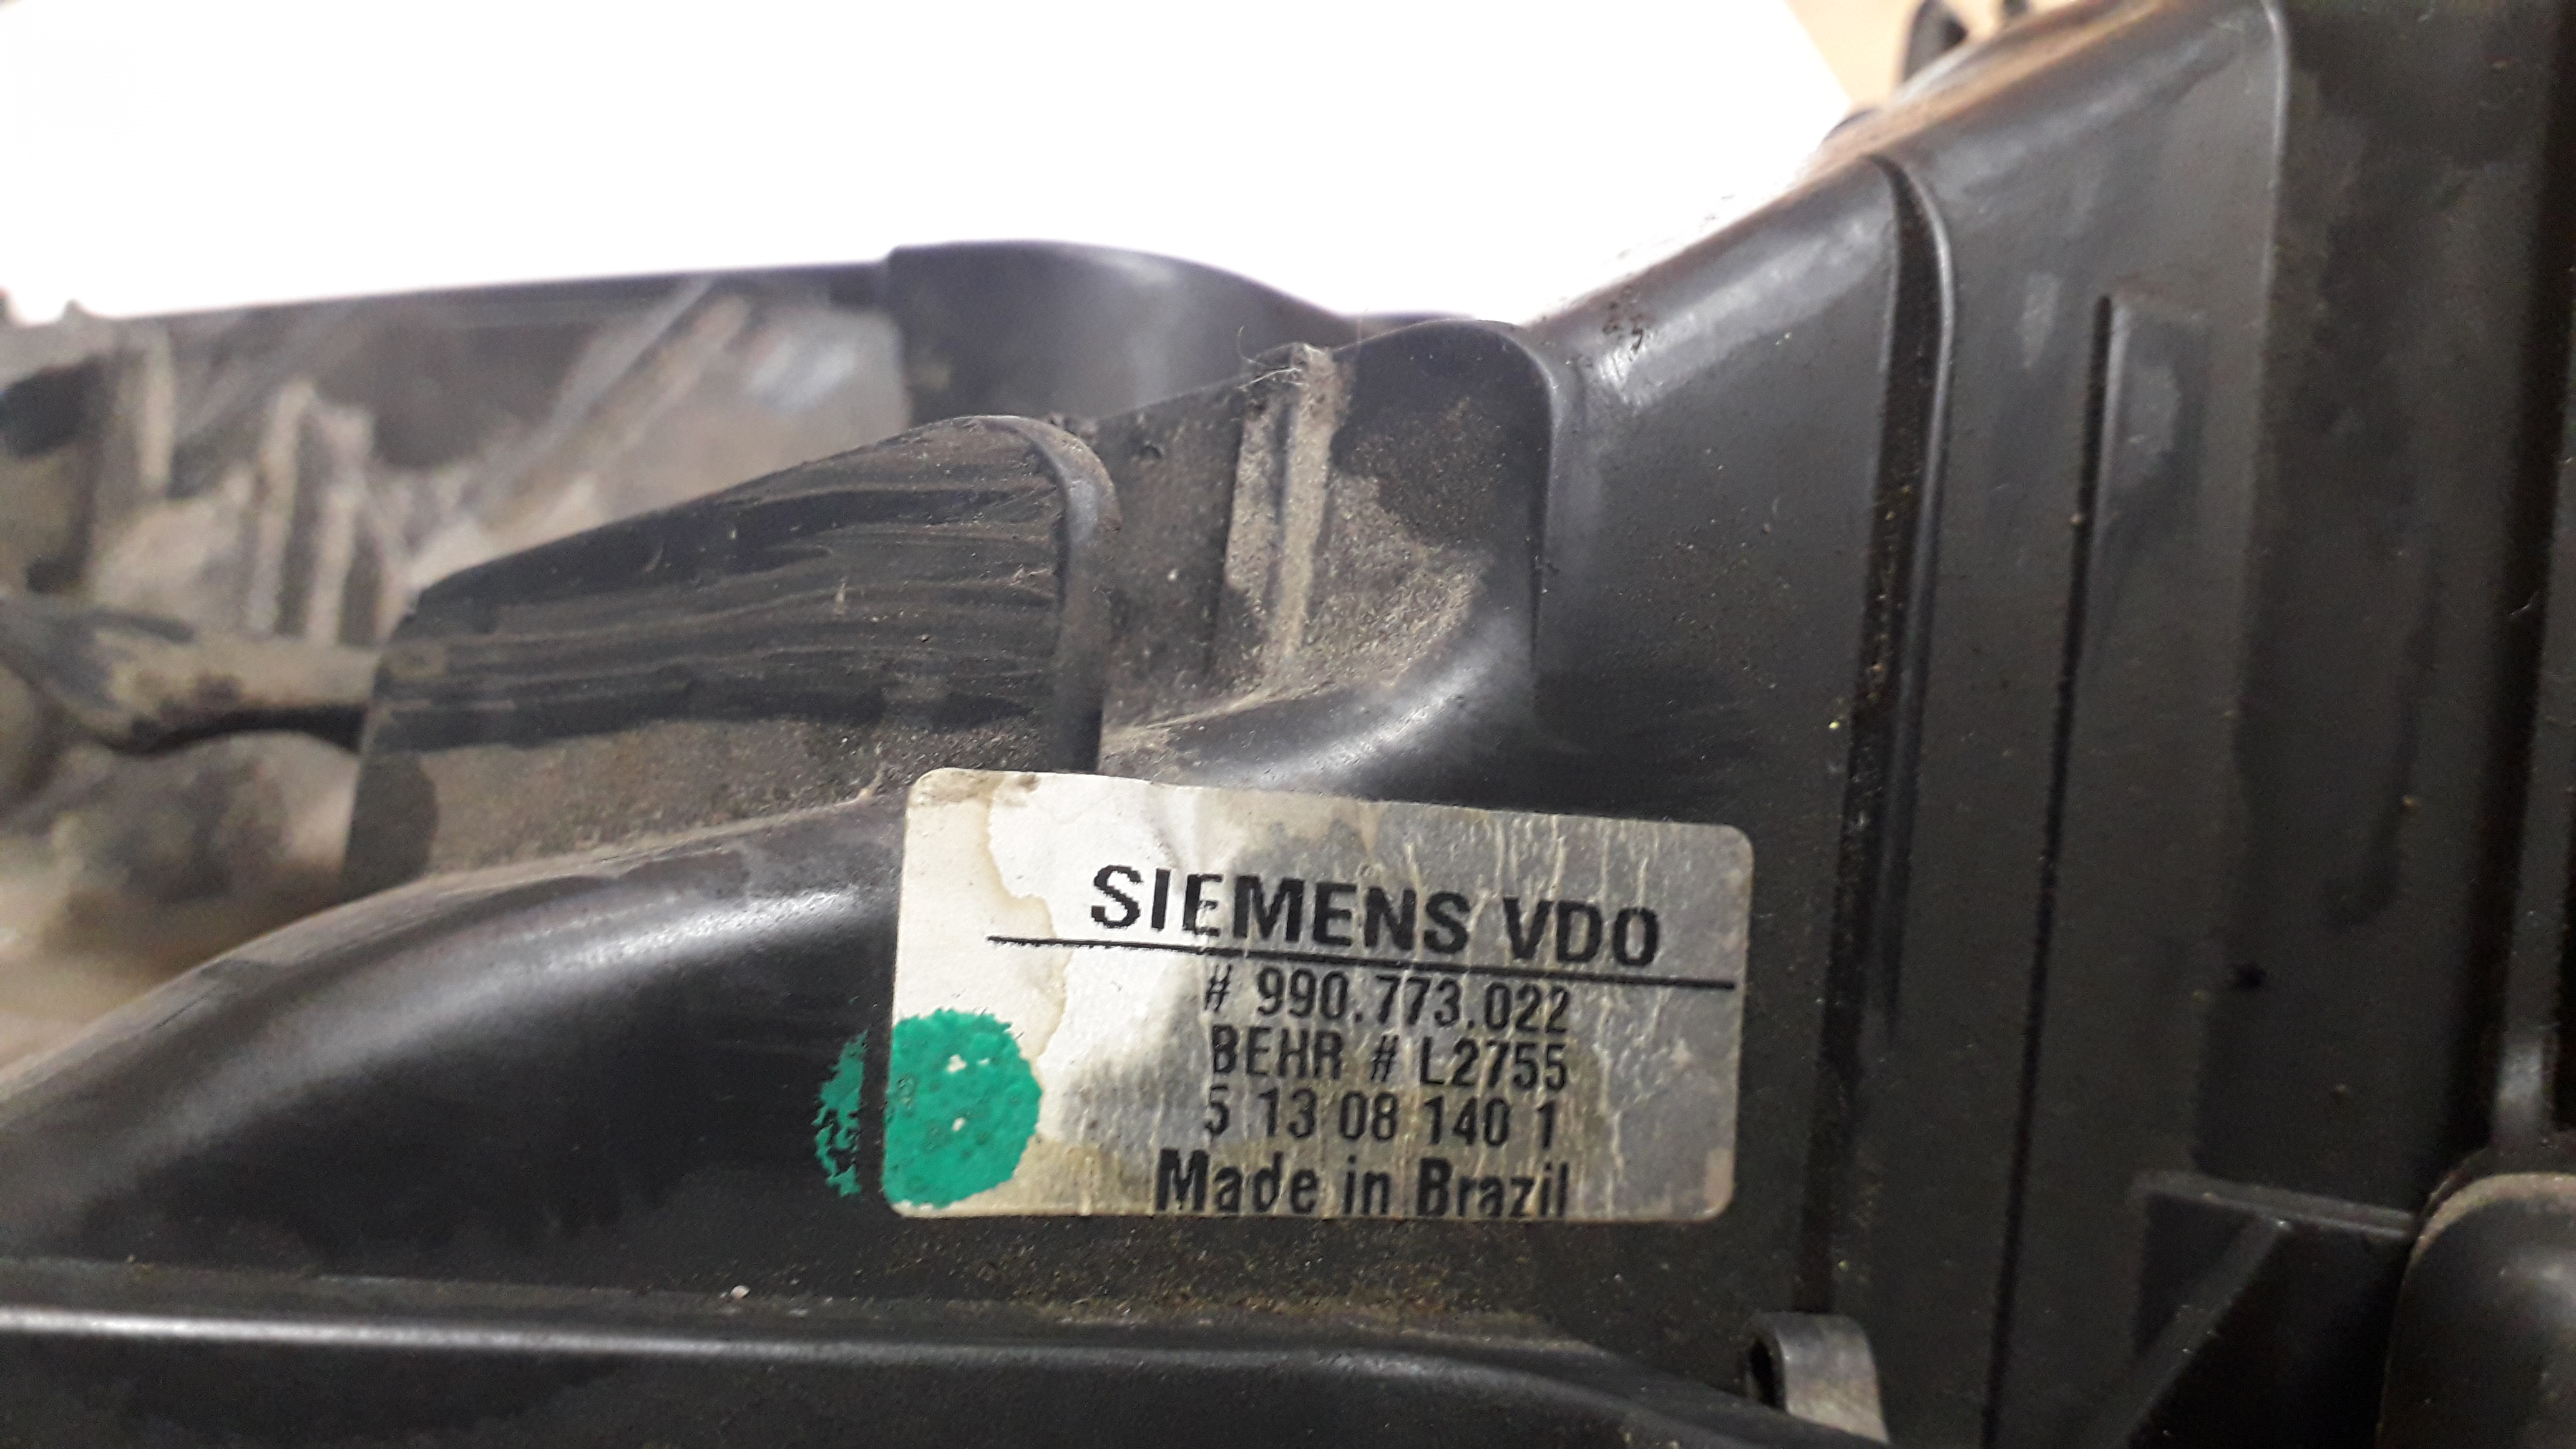 SIEMENS VDO
# 990.773.022
BEHR # L2755
5 13 08 140 1
Made in Brazil